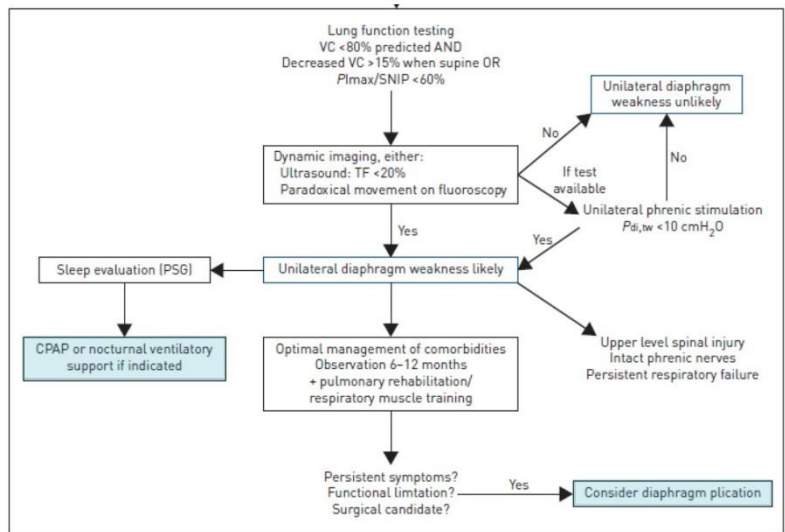 Lung function testing
VC <80% predicted AND
Decreased VC >15% when supine OR
PImax/SNIP <60%
Unilateral diaphragm
weakness unlikely
No
Dynamic imaging, either:
Ultrasound: TF <20%
Paradoxical movement on fluoroscopy
If test
available
No
Unilateral phrenic stimulation
Pdi,tw <10 cmH2O
Yes
Yes
Sleep evaluation (PSG)
Unilateral diaphragm weakness likely
CPAP or nocturnal ventilatory
support if indicated
Optimal management of comorbidities
Observation 6–12 months
+ pulmonary rehabilitation/
respiratory muscle training
Upper level spinal injury
Intact phrenic nerves
Persistent respiratory failure
Persistent symptoms?
Functional limtation?
Surgical candidate?
Yes
Consider diaphragm plication